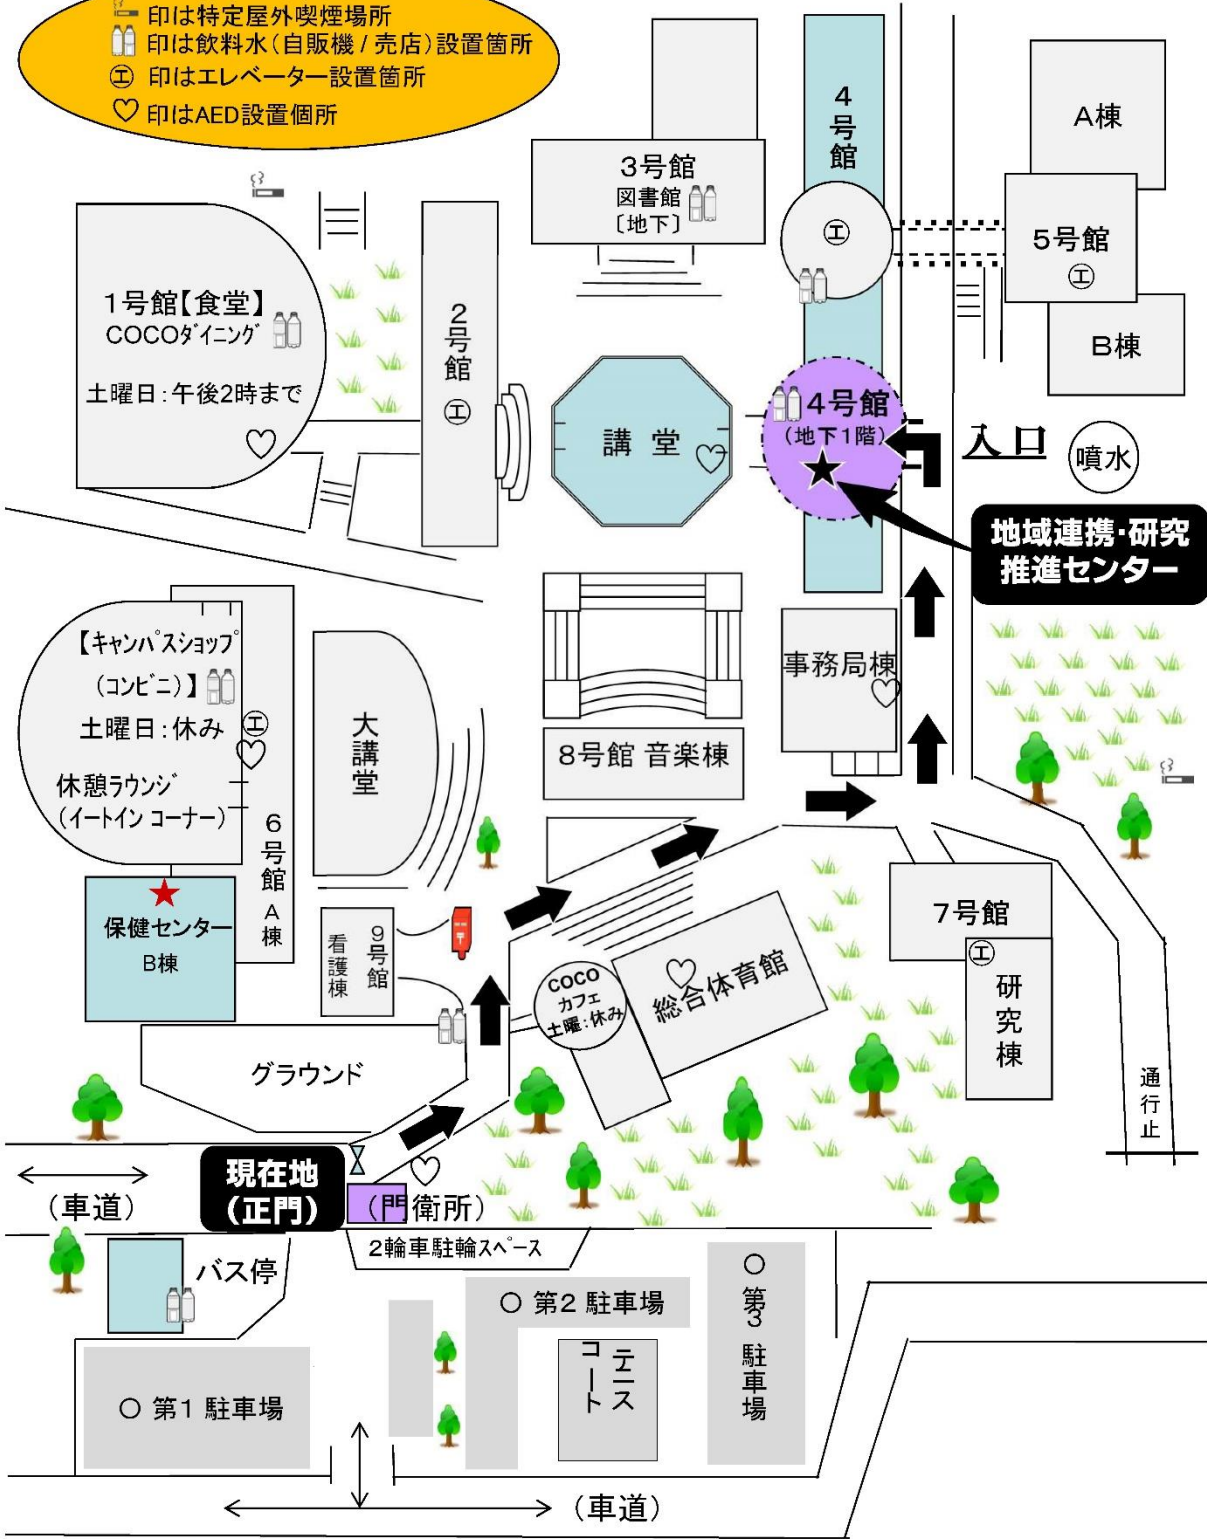 印は特定屋外喫煙場所
印は飲料水(自販機/売店)設置箇所
エ 印はエレベーター設置箇所
♡ 印はAED設置個所
4号館
A棟
3号館
図書館
〔地下〕
エ
5号館
エ
B棟
1号館【食堂】
COCOダイニング
土曜日:午後2時まで
2号館
エ
講堂
4号館
(地下1階)
★
入口
噴水
地域連携・研究
推進センター
【キャンパスショップ
(コンビニ)】
土曜日:休み
エ
休憩ラウンジ
(イートイン コーナー)
6号館 A棟
大講堂
事務局棟
8号館 音楽棟
★
保健センター
B棟
9号館
看護棟
〒
COCO
カフェ
土曜:休み
総合体育館
7号館
エ
研究棟
グラウンド
通行止
現在地
(正門)
(門衛所)
(車道)
2輪車駐輪スペース
バス停
○ 第1 駐車場
○ 第2 駐車場
○ 第3 駐車場
テニス
コート
(車道)